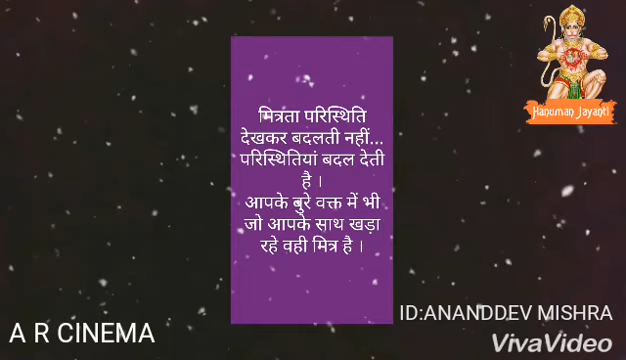 मित्रता परिस्थिति
देखकर बदलती नहीं...
परिस्थितियां बदल देती
है ।
आपके बुरे वक्त में भी
जो आपके साथ खड़ा
रहे वही मित्र है ।
Hanuman Jayanti
ID:ANANDDEV MISHRA
A R CINEMA
VivaVideo